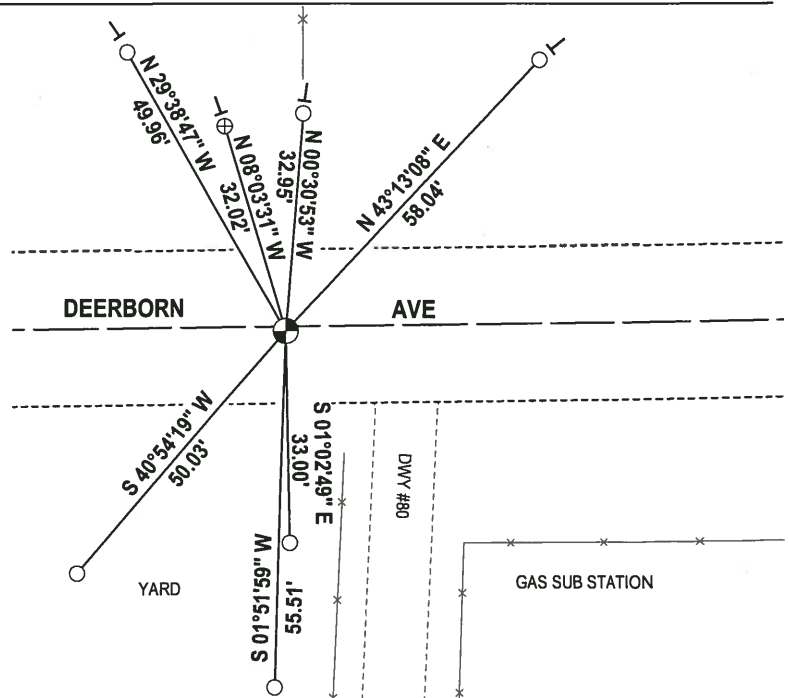 N 29°38'47" W
49.96'
N 08°03'31" W
32.02'
N 00°30'53" W
32.95'
N 43°13'08" E
58.04'
DEERBORN AVE
S 40°54'19" W
50.03'
S 01°02'49" E
33.00'
DWY #80
S 01°51'59" W
55.51'
YARD
GAS SUB STATION